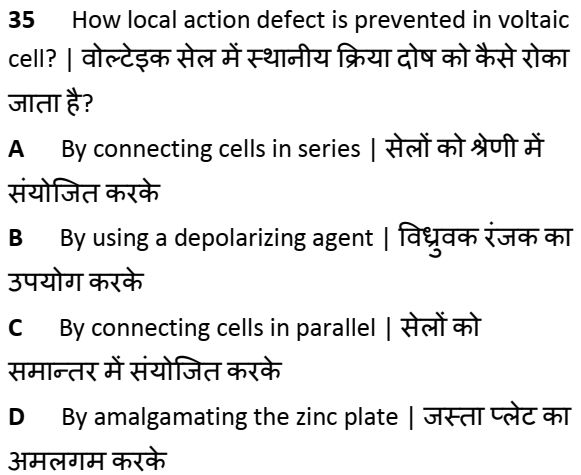 35 How local action defect is prevented in voltaic
cell? | वोल्टेइक सेल में स्थानीय क्रिया दोष को कैसे रोका
जाता है?
A By connecting cells in series | सेलों को श्रेणी में
संयोजित करके
B By using a depolarizing agent | विध्रुवक रंजक का
उपयोग करके
C By connecting cells in parallel | सेलों को
समान्तर में संयोजित करके
D By amalgamating the zinc plate | जस्ता प्लेट का
अमलगम करके